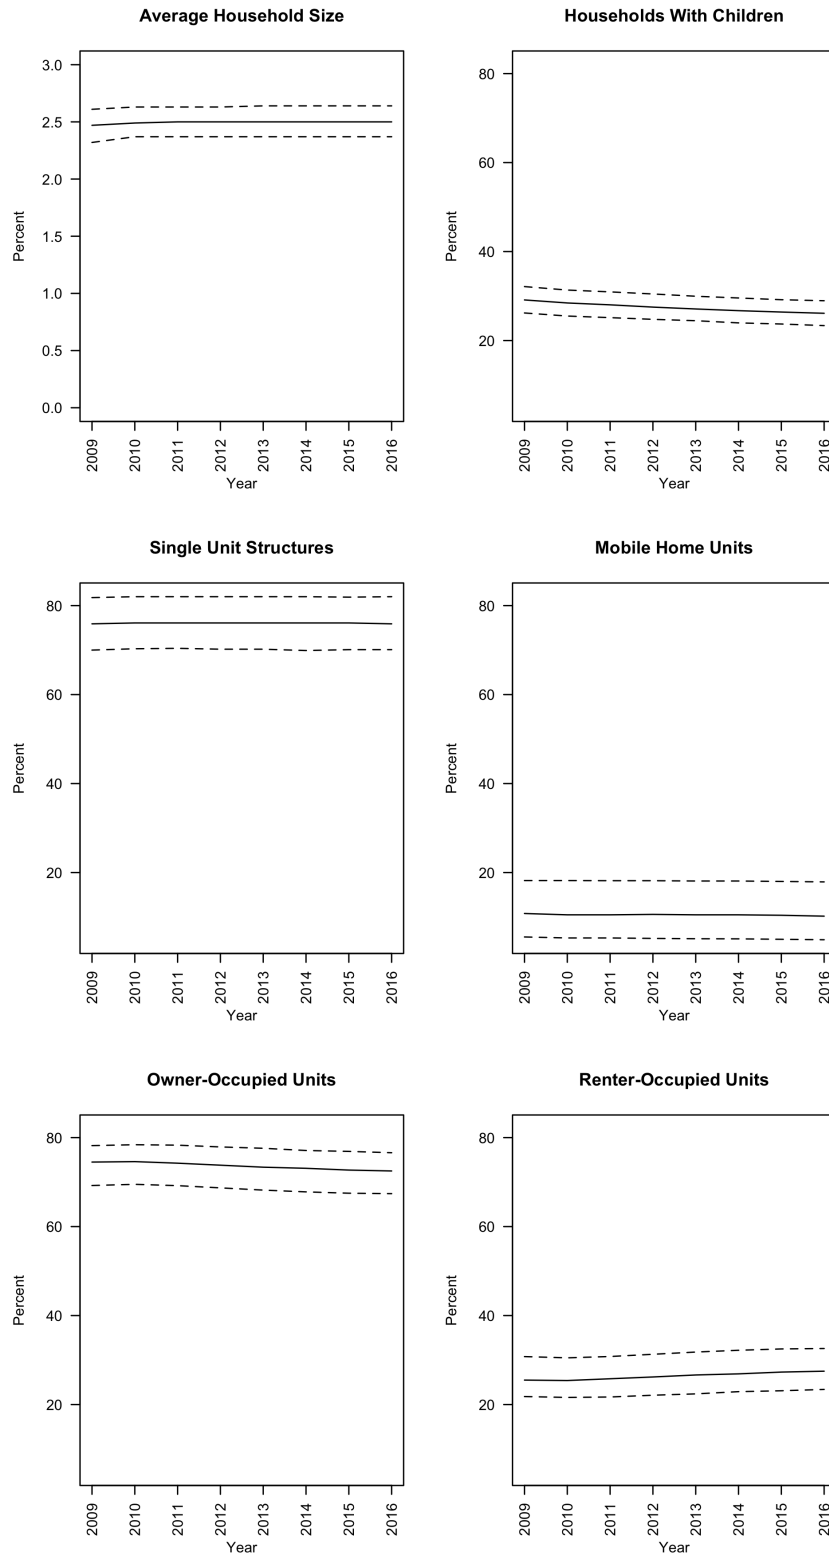 Average Household Size
Percent
3.0
2.5
2.0
1.5
1.0
0.5
0.0
2009 2010 2011 2012 2013 2014 2015 2016
Year
Households With Children
Percent
80
60
40
20
2009 2010 2011 2012 2013 2014 2015 2016
Year
Single Unit Structures
Percent
80
60
40
20
2009 2010 2011 2012 2013 2014 2015 2016
Year
Mobile Home Units
Percent
80
60
40
20
2009 2010 2011 2012 2013 2014 2015 2016
Year
Owner-Occupied Units
Percent
80
60
40
20
2009 2010 2011 2012 2013 2014 2015 2016
Year
Renter-Occupied Units
Percent
80
60
40
20
2009 2010 2011 2012 2013 2014 2015 2016
Year